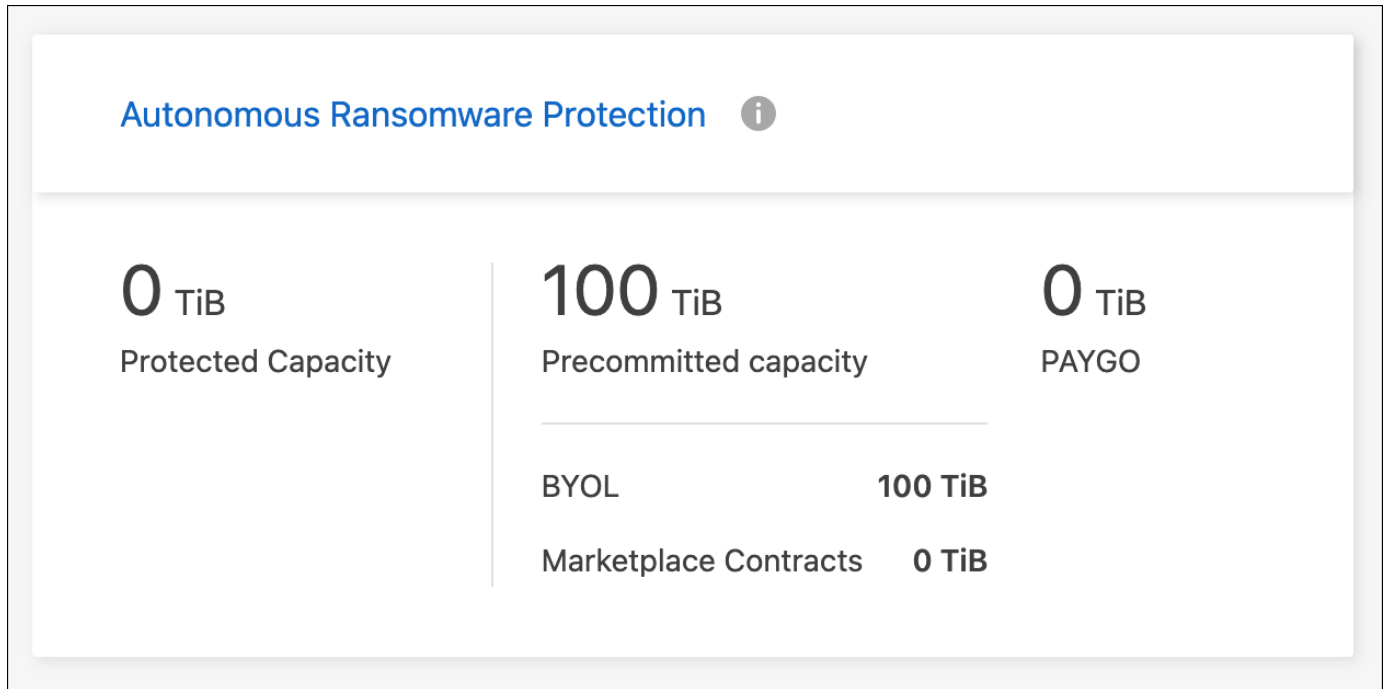 Autonomous Ransomware Protection
0 TiB
Protected Capacity
100 TiB
Precommitted capacity
BYOL 100 TiB
Marketplace Contracts 0 TiB
0 TiB
PAYGO